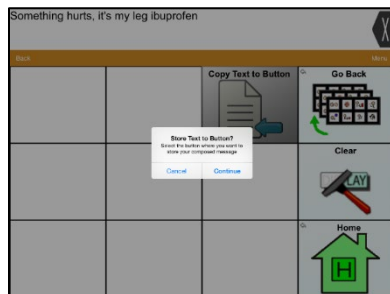 Something hurts, it's my leg ibuprofen
X
Back
Menu
Copy Text to Button
Go Back
Store Text to Button?
Select the button where you want to
store your composed message
Cancel
Continue
Clear
Home
H